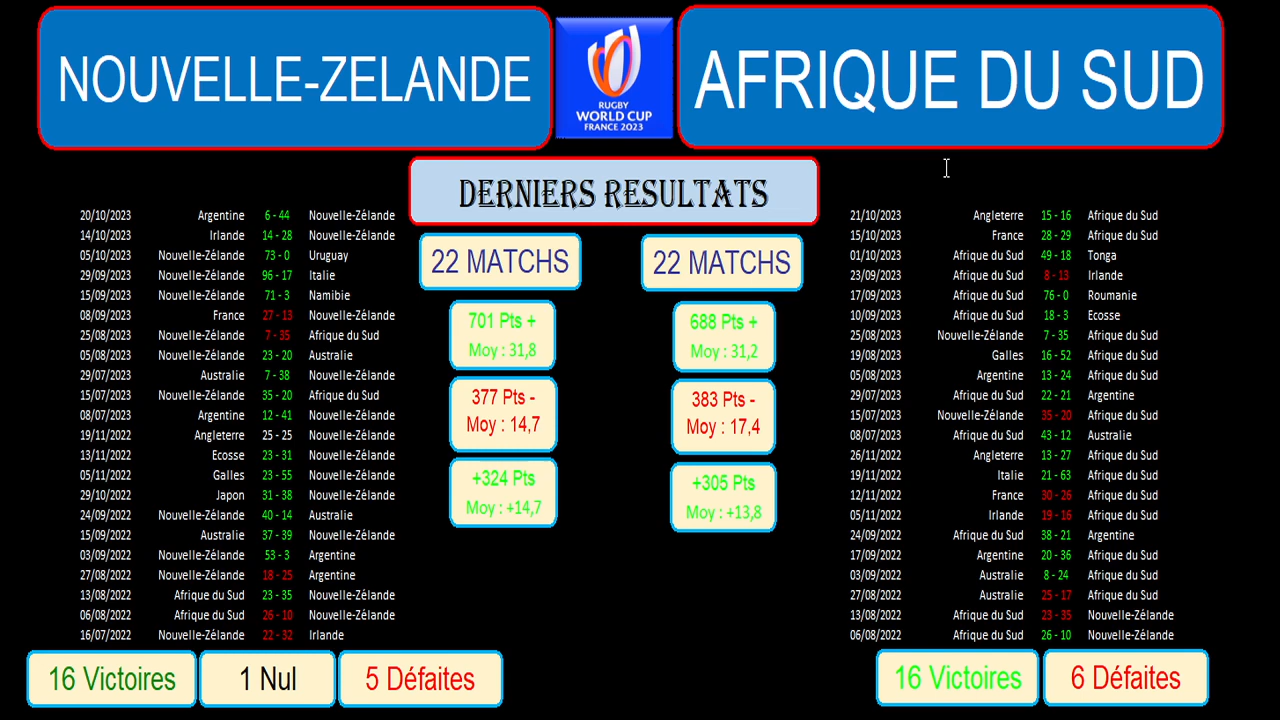 NOUVELLE-ZELANDE
RUGBY
WORLD CUP
FRANCE 2023
AFRIQUE DU SUD
DERNIERS RESULTATS
20/10/2023 Argentine 6 - 44 Nouvelle-Zélande
14/10/2023 Irlande 14 - 28 Nouvelle-Zélande
05/10/2023 Nouvelle-Zélande 73 - 0 Uruguay
29/09/2023 Nouvelle-Zélande 96 - 17 Italie
15/09/2023 Nouvelle-Zélande 71 - 3 Namibie
08/09/2023 France 27 - 13 Nouvelle-Zélande
25/08/2023 Nouvelle-Zélande 7 - 35 Afrique du Sud
05/08/2023 Nouvelle-Zélande 23 - 20 Australie
29/07/2023 Australie 7 - 38 Nouvelle-Zélande
15/07/2023 Nouvelle-Zélande 35 - 20 Afrique du Sud
08/07/2023 Argentine 12 - 41 Nouvelle-Zélande
19/11/2022 Angleterre 25 - 25 Nouvelle-Zélande
13/11/2022 Ecosse 23 - 31 Nouvelle-Zélande
05/11/2022 Galles 23 - 55 Nouvelle-Zélande
29/10/2022 Japon 31 - 38 Nouvelle-Zélande
24/09/2022 Nouvelle-Zélande 40 - 14 Australie
15/09/2022 Australie 37 - 39 Nouvelle-Zélande
03/09/2022 Nouvelle-Zélande 53 - 3 Argentine
27/08/2022 Nouvelle-Zélande 18 - 25 Argentine
13/08/2022 Afrique du Sud 23 - 35 Nouvelle-Zélande
06/08/2022 Afrique du Sud 26 - 10 Nouvelle-Zélande
16/07/2022 Nouvelle-Zélande 22 - 32 Irlande
16 Victoires
1 Nul
5 Défaites
22 MATCHS
701 Pts +
Moy : 31,8
377 Pts -
Moy : 14,7
+324 Pts
Moy : +14,7
22 MATCHS
688 Pts +
Moy : 31,2
383 Pts -
Moy : 17,4
+305 Pts
Moy : +13,8
21/10/2023 Angleterre 15 - 16 Afrique du Sud
15/10/2023 France 28 - 29 Afrique du Sud
01/10/2023 Afrique du Sud 49 - 18 Tonga
23/09/2023 Afrique du Sud 8 - 13 Irlande
17/09/2023 Afrique du Sud 76 - 0 Roumanie
10/09/2023 Afrique du Sud 18 - 3 Ecosse
25/08/2023 Nouvelle-Zélande 7 - 35 Afrique du Sud
19/08/2023 Galles 16 - 52 Afrique du Sud
05/08/2023 Argentine 13 - 24 Afrique du Sud
29/07/2023 Afrique du Sud 22 - 21 Argentine
15/07/2023 Nouvelle-Zélande 35 - 20 Afrique du Sud
08/07/2023 Afrique du Sud 43 - 12 Australie
26/11/2022 Angleterre 13 - 27 Afrique du Sud
19/11/2022 Italie 21 - 63 Afrique du Sud
12/11/2022 France 30 - 26 Afrique du Sud
05/11/2022 Irlande 19 - 16 Afrique du Sud
24/09/2022 Afrique du Sud 38 - 21 Argentine
17/09/2022 Argentine 20 - 36 Afrique du Sud
03/09/2022 Australie 8 - 24 Afrique du Sud
27/08/2022 Australie 25 - 17 Afrique du Sud
13/08/2022 Afrique du Sud 23 - 35 Nouvelle-Zélande
06/08/2022 Afrique du Sud 26 - 10 Nouvelle-Zélande
16 Victoires
6 Défaites